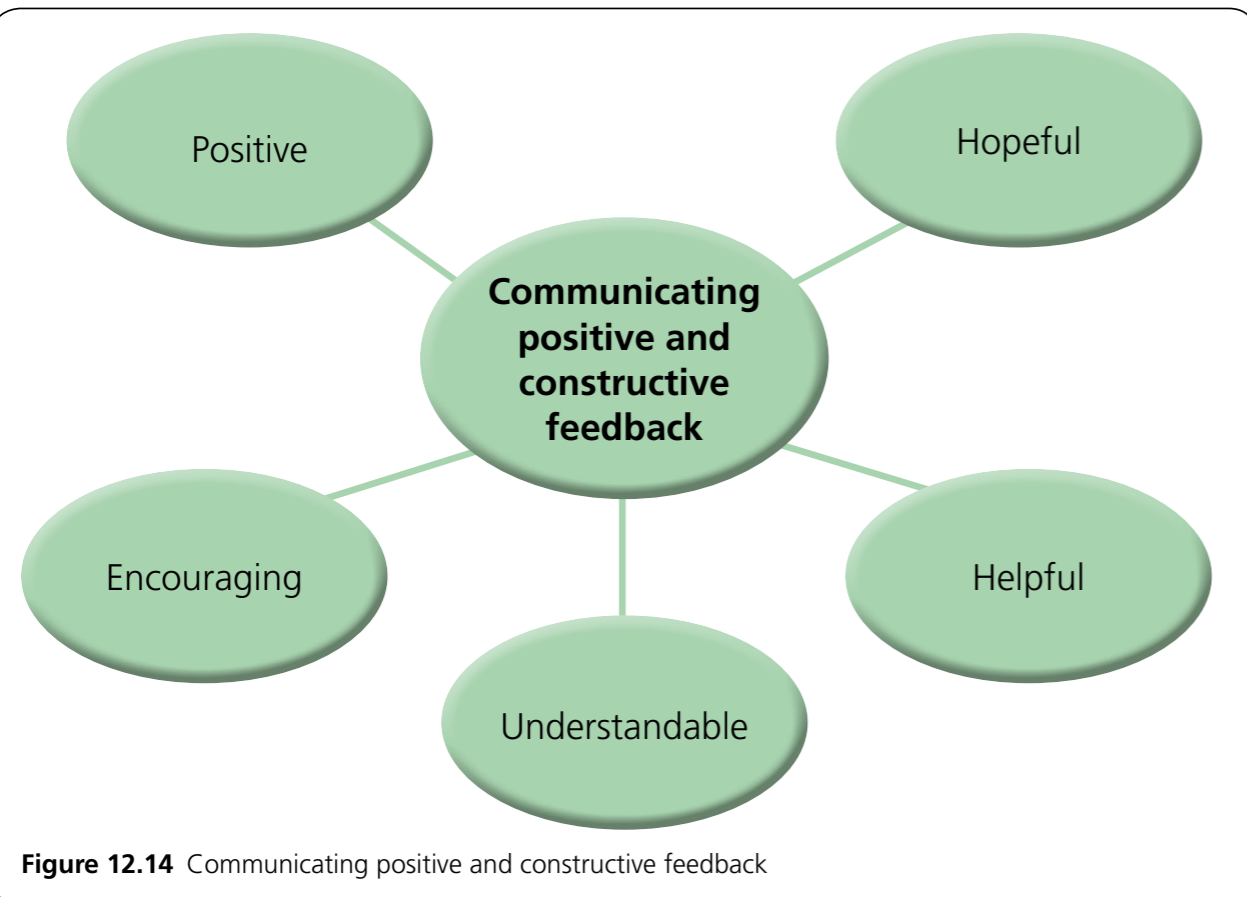 Positive
Hopeful
Communicating
positive and
constructive
feedback
Encouraging
Helpful
Understandable
Figure 12.14 Communicating positive and constructive feedback